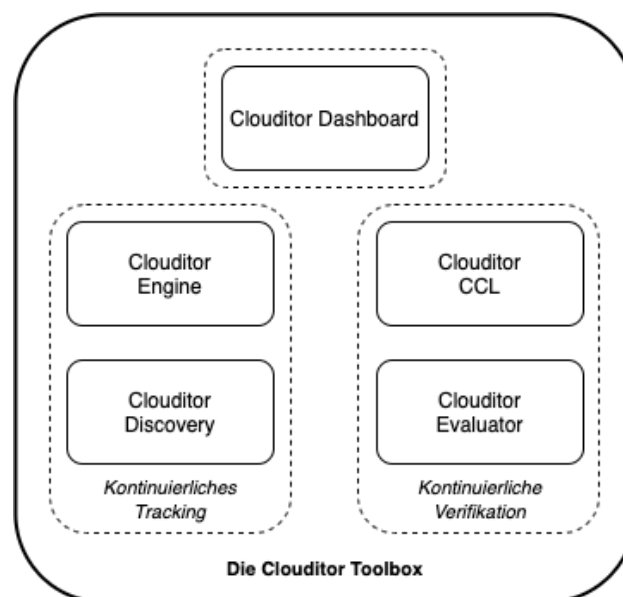 Clouditor Dashboard
Clouditor
Engine
Clouditor
CCL
Clouditor
Discovery
Clouditor
Evaluator
Kontinuierliches
Tracking
Kontinuierliche
Verifikation
Die Clouditor Toolbox